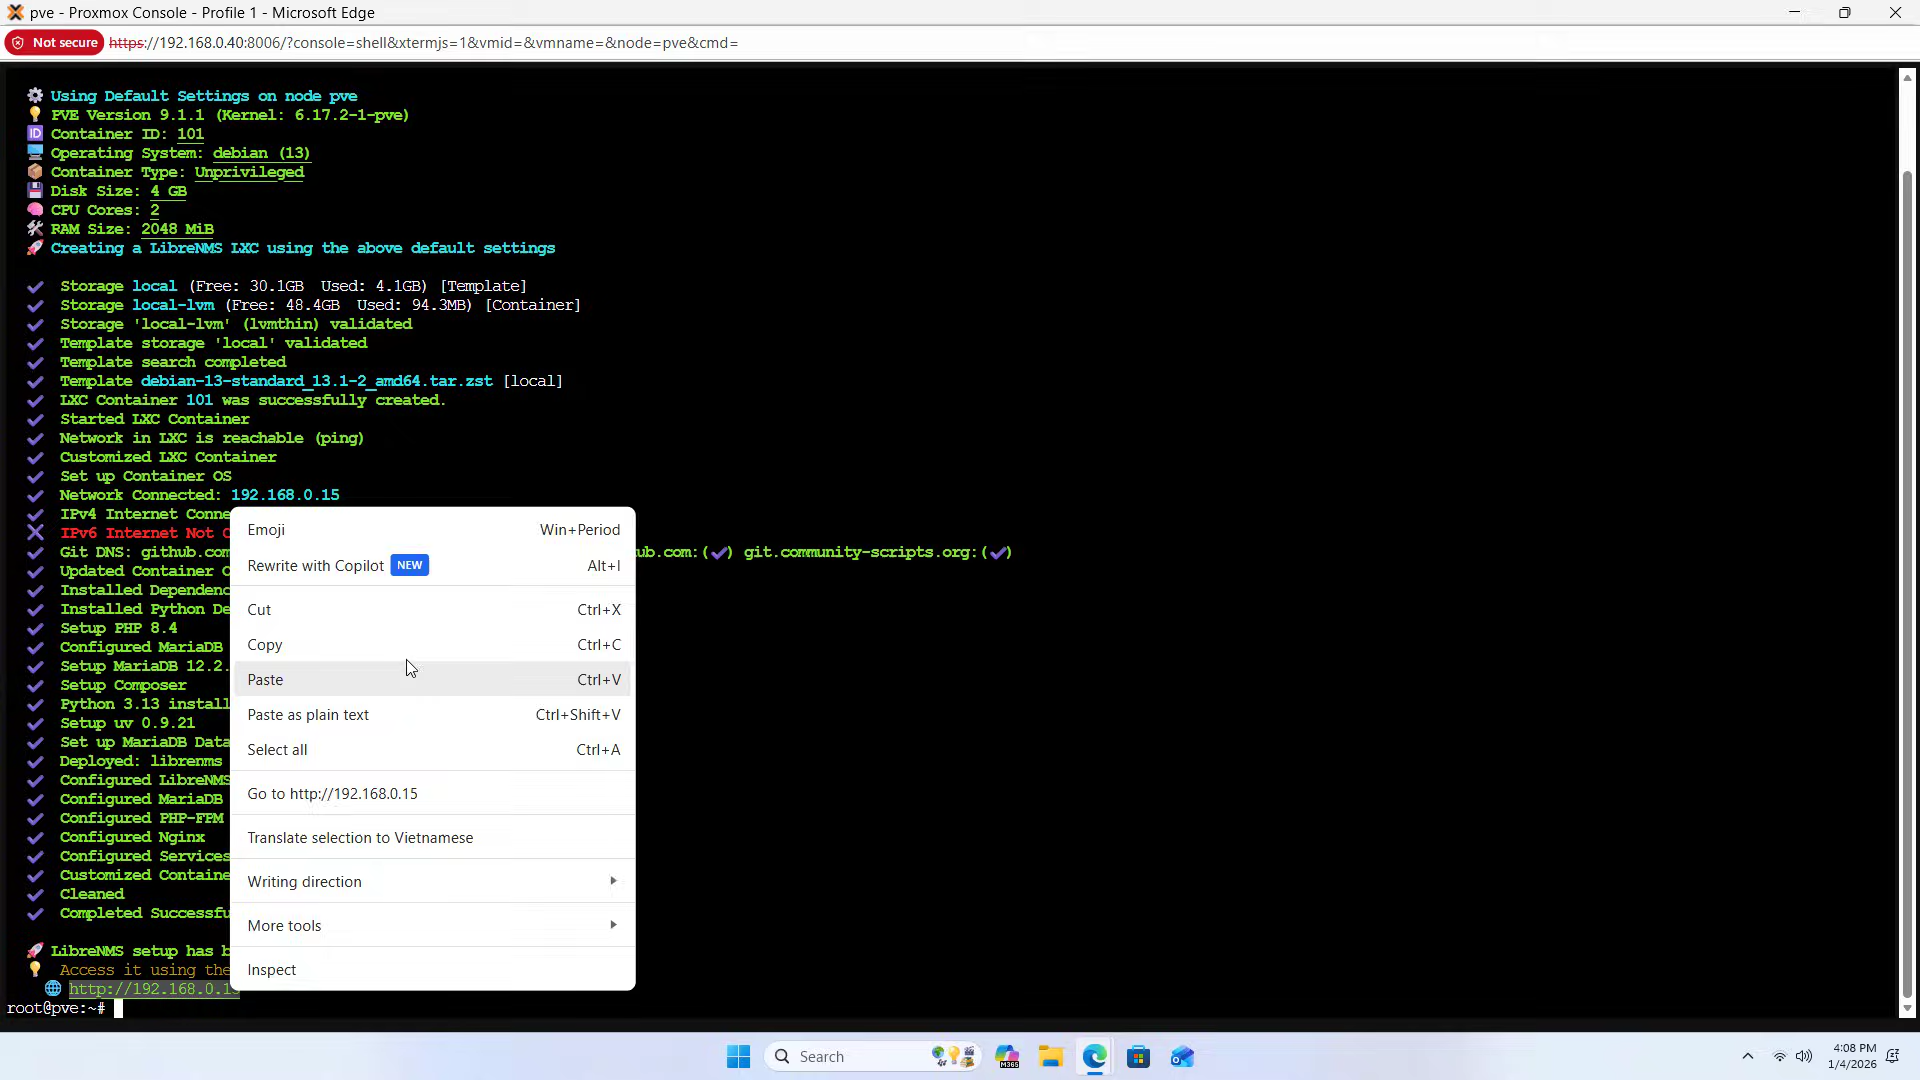 pve - Proxmox Console - Profile 1 - Microsoft Edge
Not secure https://192.168.0.40:8006/?console=shell&xtermjs=1&vmid=&vmname=&node=pve&cmd=
Using Default Settings on node pve
PVE Version 9.1.1 (Kernel: 6.17.2-1-pve)
ID Container ID: 101
Operating System: debian (13)
Container Type: Unprivileged
Disk Size: 4 GB
CPU Cores: 2
RAM Size: 2048 MiB
Creating a LibreNMS LXC using the above default settings
Storage local (Free: 30.1GB Used: 4.1GB) [Template]
Storage local-lvm (Free: 48.4GB Used: 94.3MB) [Container]
Storage 'local-lvm' (lvmthin) validated
Template storage 'local' validated
Template search completed
Template debian-13-standard_13.1-2_amd64.tar.zst [local]
LXC Container 101 was successfully created.
Started LXC Container
Network in LXC is reachable (ping)
Customized LXC Container
Set up Container OS
Network Connected: 192.168.0.15
IPv4 Internet Conne
IPv6 Internet Not C
Git DNS: github.com ub.com:(✔) git.community-scripts.org:(✔)
Updated Container O
Installed Dependenc
Installed Python De
Setup PHP 8.4
Configured MariaDB
Setup MariaDB 12.2.
Setup Composer
Python 3.13 install
Setup uv 0.9.21
Set up MariaDB Data
Deployed: librenms
Configured LibreNMS
Configured MariaDB
Configured PHP-FPM
Configured Nginx
Configured Services
Customized Containe
Cleaned
Completed Successfu
LibreNMS setup has b
Access it using the
http://192.168.0.15
root@pve:~#
Emoji Win+Period
Rewrite with Copilot NEW Alt+I
Cut Ctrl+X
Copy Ctrl+C
Paste Ctrl+V
Paste as plain text Ctrl+Shift+V
Select all Ctrl+A
Go to http://192.168.0.15
Translate selection to Vietnamese
Writing direction
More tools
Inspect
Search
M365
4:08 PM
1/4/2026